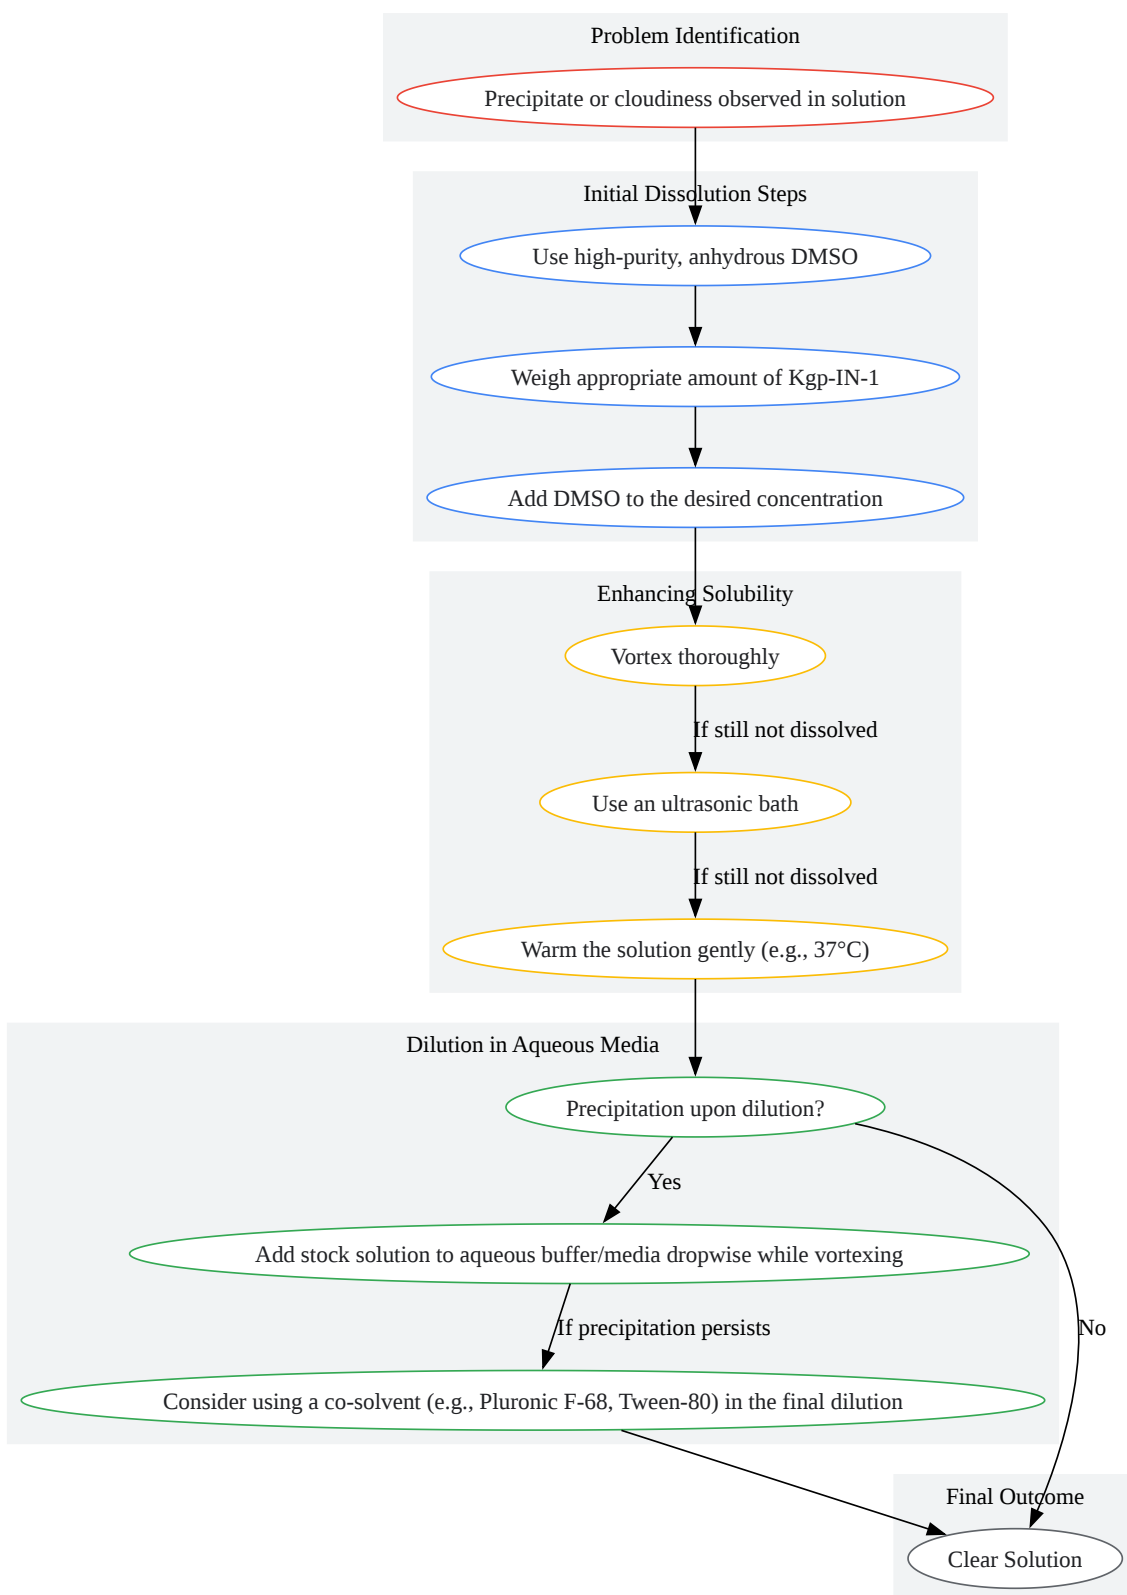 Problem Identification
Precipitate or cloudiness observed in solution
Initial Dissolution Steps
Use high-purity, anhydrous DMSO
Weigh appropriate amount of Kgp-IN-1
Add DMSO to the desired concentration
Enhancing Solubility
Vortex thoroughly
If still not dissolved
Use an ultrasonic bath
If still not dissolved
Warm the solution gently (e.g., 37°C)
Dilution in Aqueous Media
Precipitation upon dilution?
Yes
Add stock solution to aqueous buffer/media dropwise while vortexing
If precipitation persists
No
Consider using a co-solvent (e.g., Pluronic F-68, Tween-80) in the final dilution
Final Outcome
Clear Solution